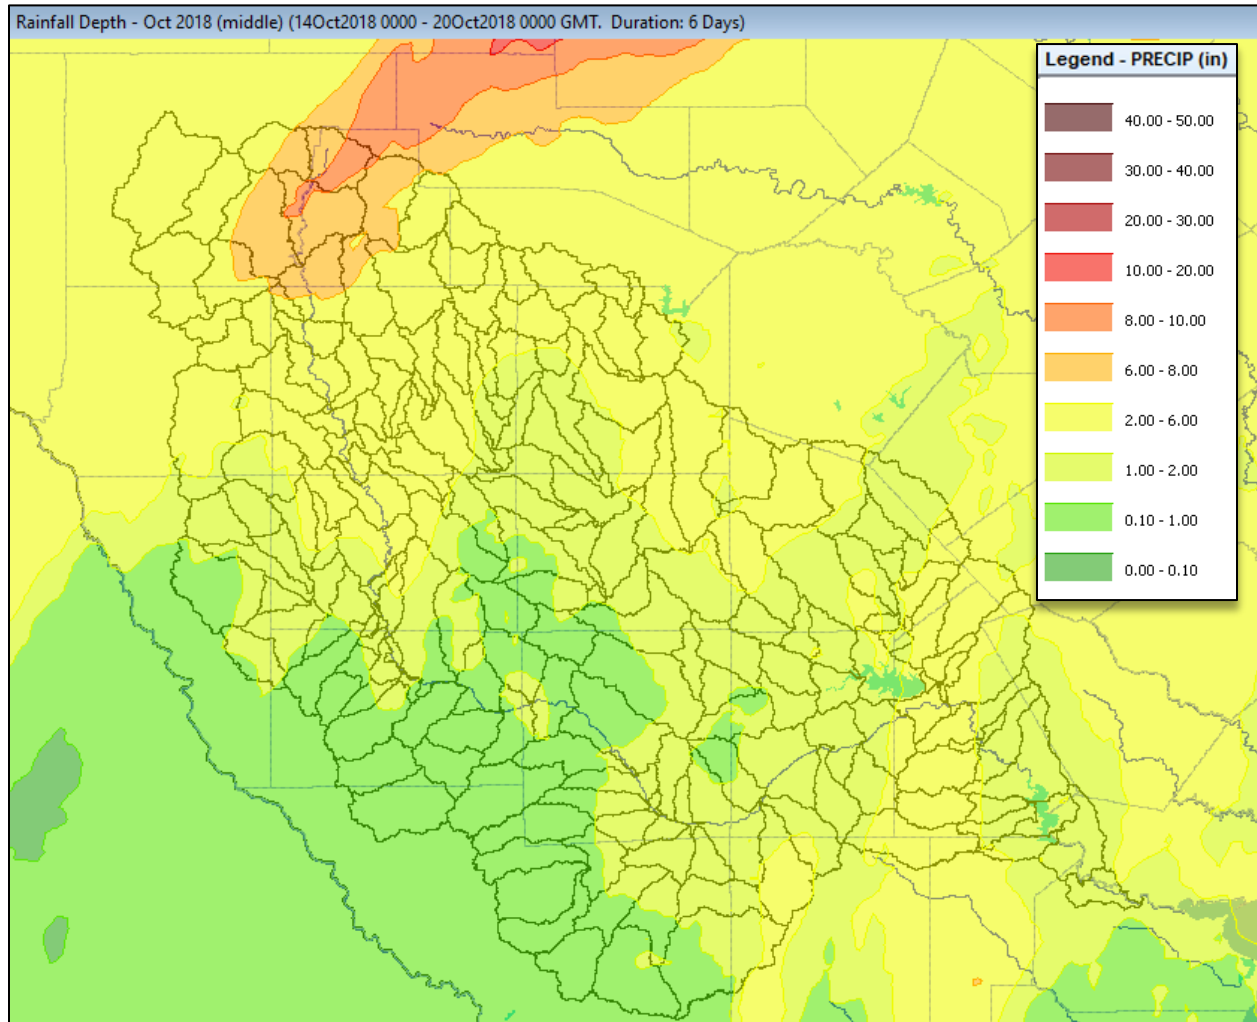 Rainfall Depth - Oct 2018 (middle) (14Oct2018 0000 - 20Oct2018 0000 GMT.  Duration: 6 Days)
Legend - PRECIP (in)
40.00 - 50.00
30.00 - 40.00
20.00 - 30.00
10.00 - 20.00
8.00 - 10.00
6.00 - 8.00
2.00 - 6.00
1.00 - 2.00
0.10 - 1.00
0.00 - 0.10